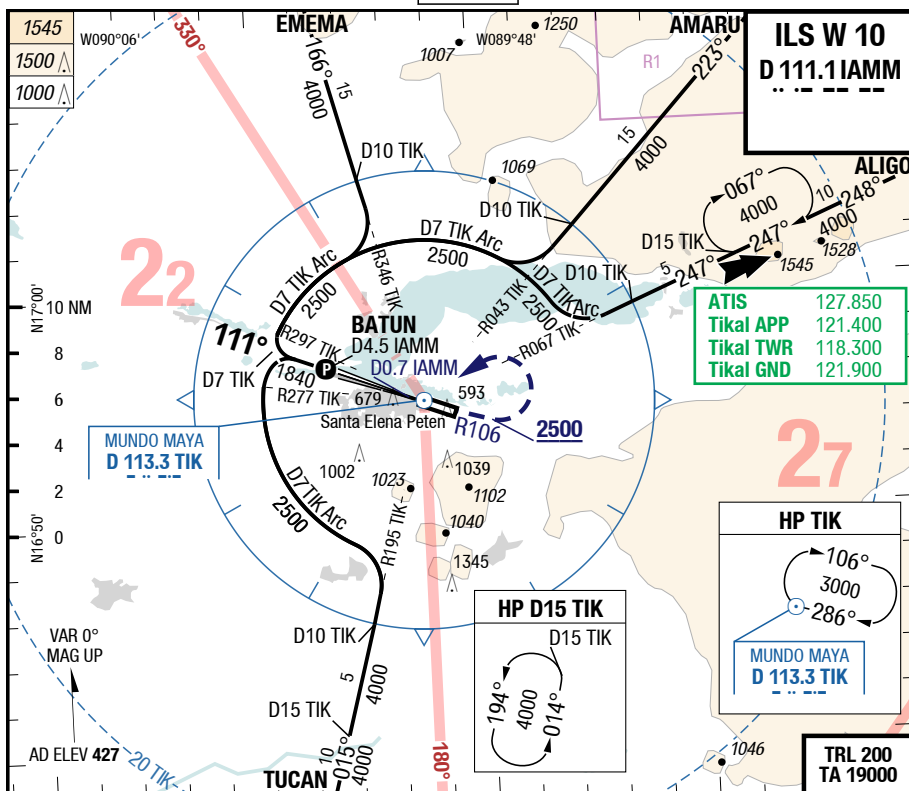 1545
1500
1000
W090°06'
330°
EMEMA
166°
15
4000
1007
1250
W089°48'
R1
AMARU
223°
15
4000
ILS W 10
D 111.1 IAMM
ALIGO
248°
10
4000
067°
4000
247°
1528
1545
D15 TIK
247°
5
D10 TIK
D10 TIK
1069
D10 TIK
D7 TIK Arc
2500
D7 TIK Arc
2500
D7 TIK Arc
2500
R346 TIK
R043 TIK
R067 TIK
22
N17°00'
10 NM
8
6
4
2
0
N16°50'
ATIS 127.850
Tikal APP 121.400
Tikal TWR 118.300
Tikal GND 121.900
BATUN
D4.5 IAMM
D0.7 IAMM
R297 TIK
111°
P
1840
D7 TIK
R277 TIK
679
593
Santa Elena Peten
R106
2500
27
MUNDO MAYA
D 113.3 TIK
1002
1023
1039
1102
1040
1345
R195 TIK
D7 TIK Arc
2500
HP TIK
106°
3000
286°
MUNDO MAYA
D 113.3 TIK
HP D15 TIK
D15 TIK
194°
4000
014°
D10 TIK
5
4000
D15 TIK
10
015°
4000
TUCAN
180°
VAR 0°
MAG UP
AD ELEV 427
20 TIK
1046
TRL 200
TA 19000